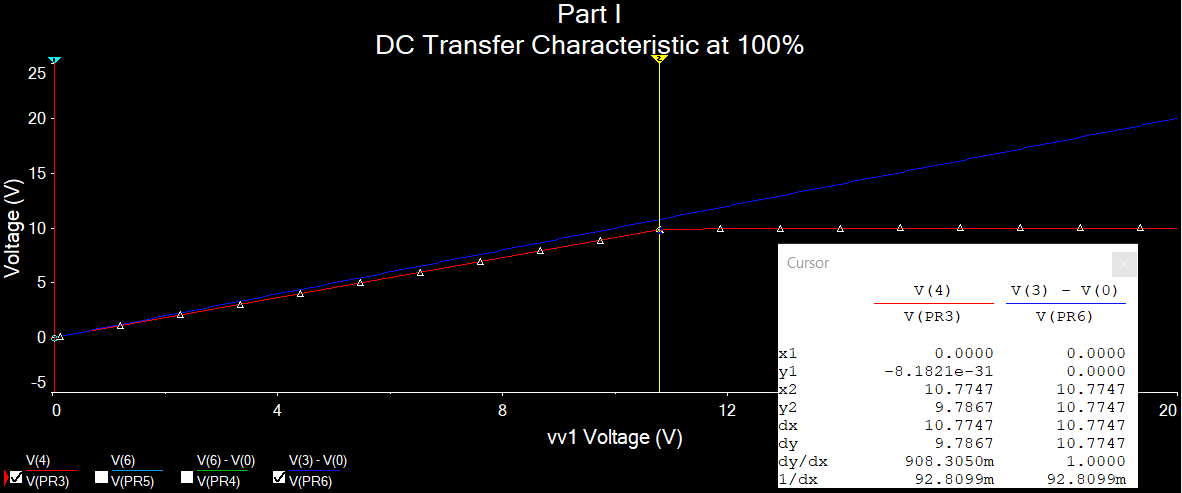 Part I
DC Transfer Characteristic at 100%
25
20
15
10
5
0
-5
Voltage (V)
1
2
0
4
8
12
20
vv1 Voltage (V)
Cursor
V(4) V(3) - V(0)
V(PR3) V(PR6)
x1 0.0000 0.0000
y1 -8.1821e-31 0.0000
x2 10.7747 10.7747
y2 9.7867 10.7747
dx 10.7747 10.7747
dy 9.7867 10.7747
dy/dx 908.3050m 1.0000
1/dx 92.8099m 92.8099m
V(4) V(6) V(6) - V(0) V(3) - V(0)
V(PR3) V(PR5) V(PR4) V(PR6)